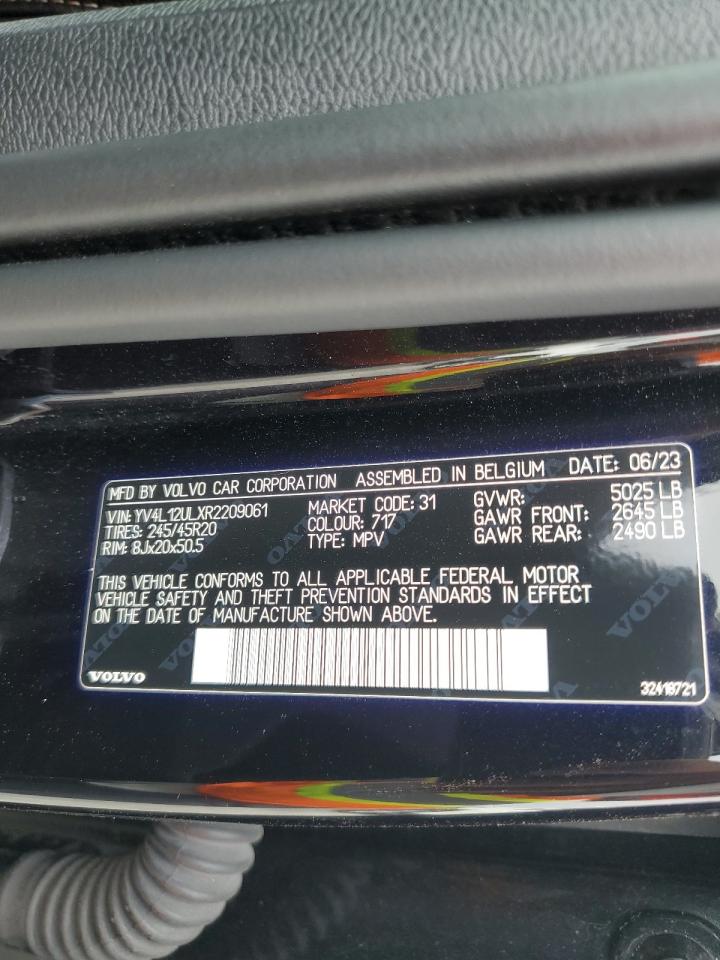 MFD BY VOLVO CAR CORPORATION ASSEMBLED IN BELGIUM DATE: 06/23
VIN: YV4L12ULXR2209061 MARKET CODE: 31 GVWR: 5025 LB
TIRES: 245/45R20 COLOUR: 717 GAWR FRONT: 2645 LB
RIM: 8Jx20x50.5 TYPE: MPV GAWR REAR: 2490 LB
THIS VEHICLE CONFORMS TO ALL APPLICABLE FEDERAL MOTOR
VEHICLE SAFETY AND THEFT PREVENTION STANDARDS IN EFFECT
ON THE DATE OF MANUFACTURE SHOWN ABOVE.
VOLVO 32419721